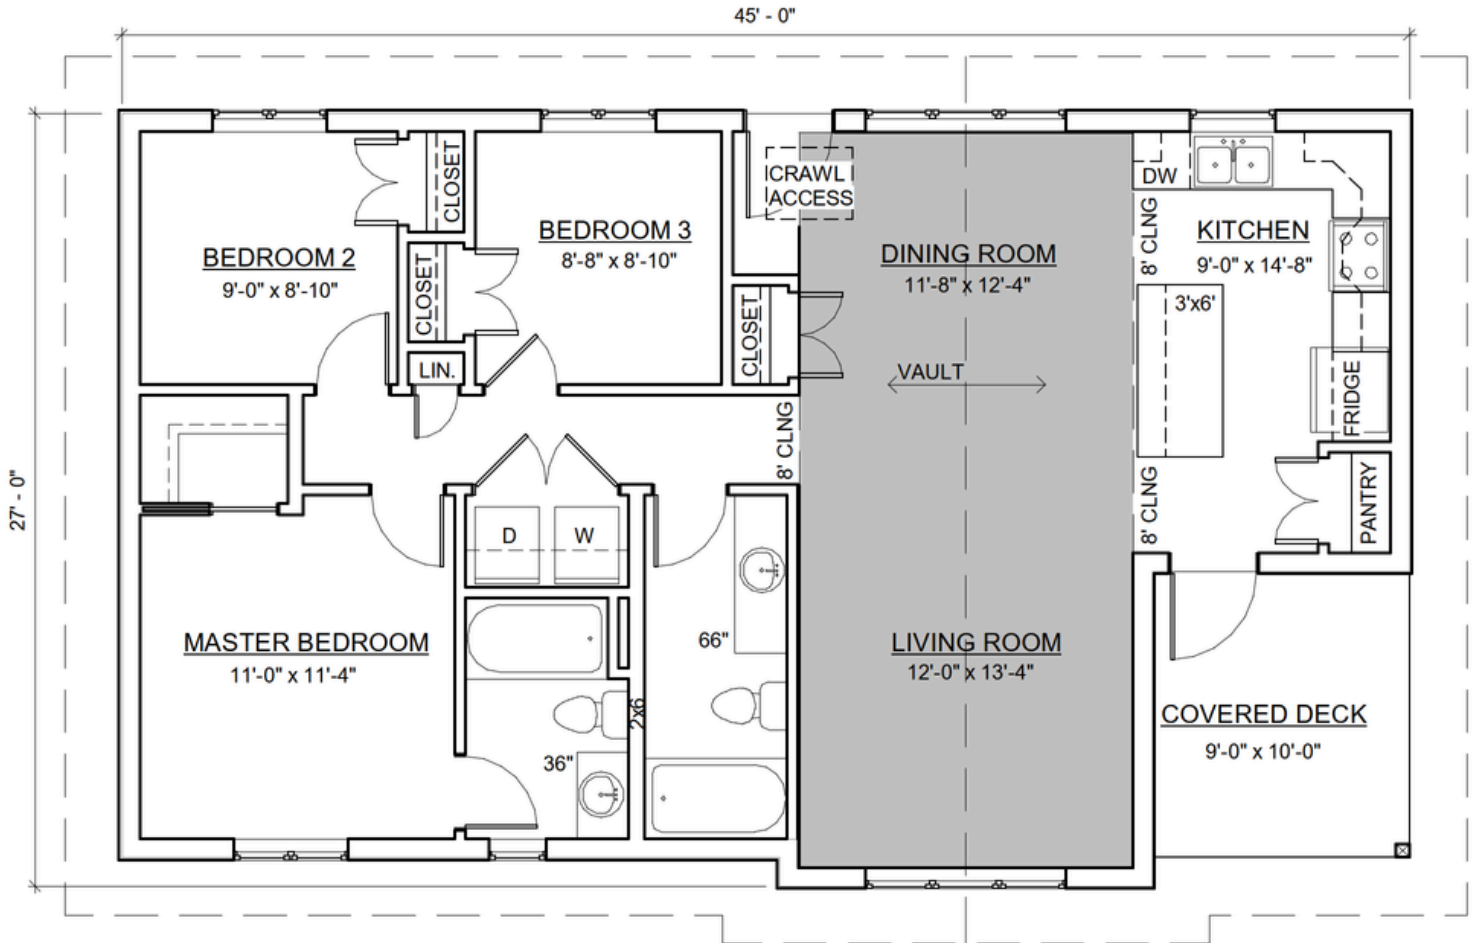 45' - 0"
27' - 0"
BEDROOM 2
9'-0" x 8'-10"
CLOSET
CLOSET
BEDROOM 3
8'-8" x 8'-10"
CRAWL
ACCESS
CLOSET
LIN.
DINING ROOM
11'-8" x 12'-4"
VAULT
8' CLNG
8' CLNG
8' CLNG
DW
KITCHEN
9'-0" x 14'-8"
3'x6'
FRIDGE
PANTRY
D
W
MASTER BEDROOM
11'-0" x 11'-4"
36"
2x6
66"
LIVING ROOM
12'-0" x 13'-4"
COVERED DECK
9'-0" x 10'-0"